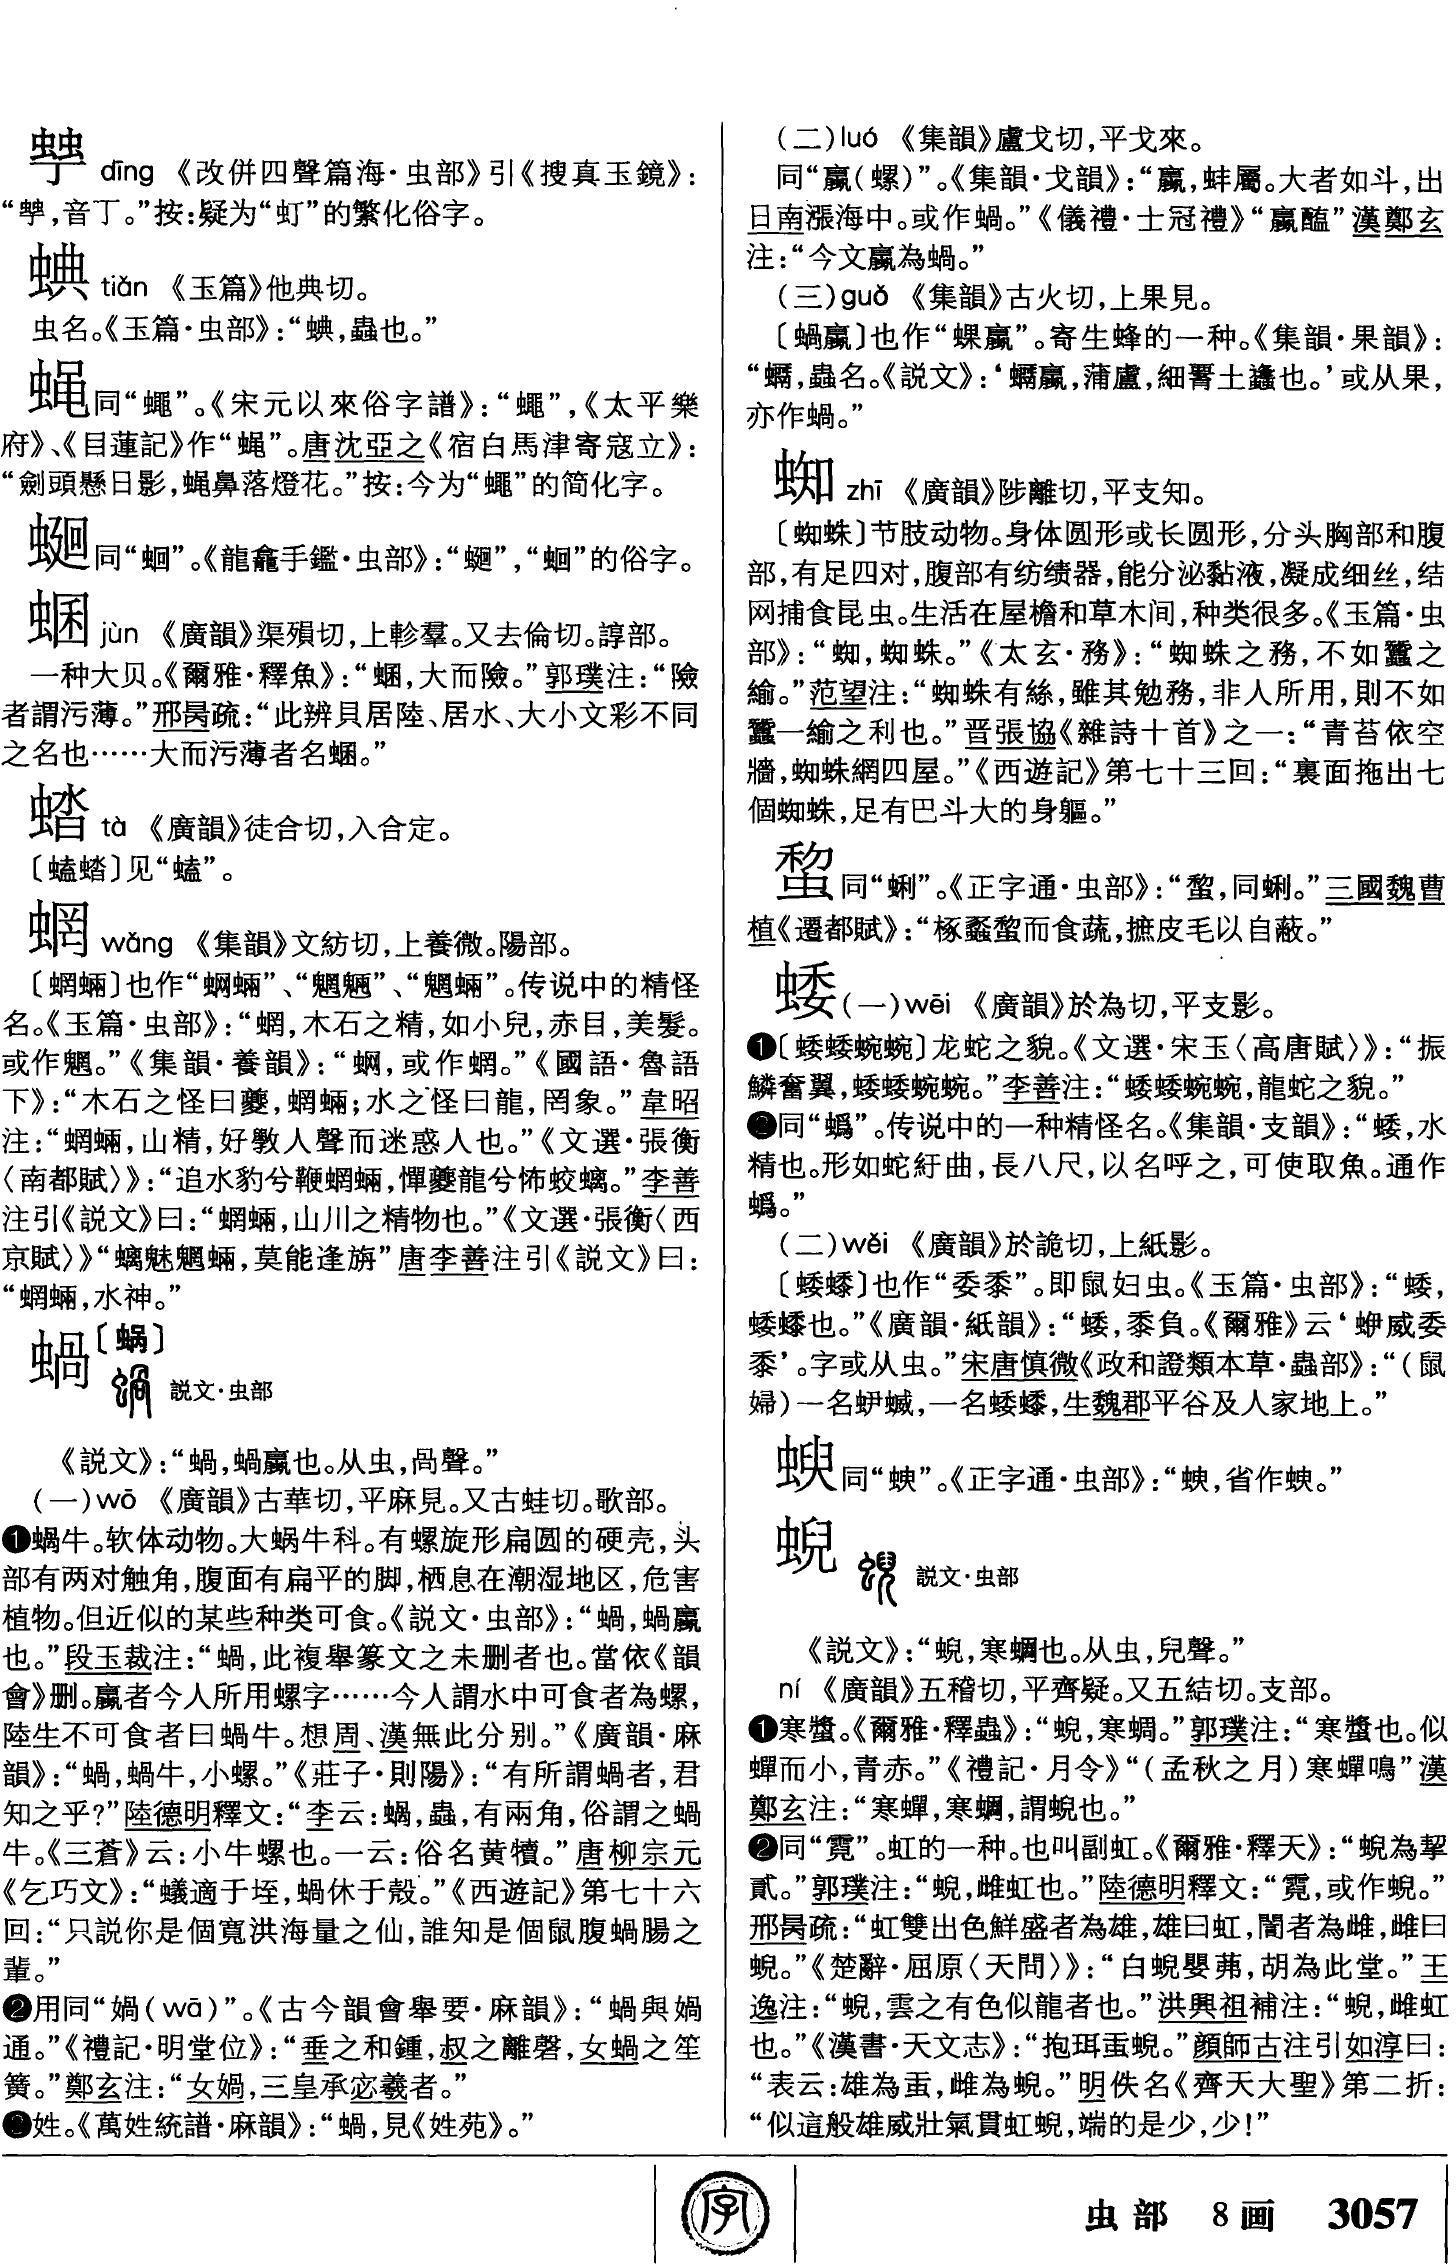 dīng 《改併四聲篇海·虫部》引《搜真玉鏡》：
音丁。”按：疑为“虰”的繁化俗字。
蜔 tiǎn 《玉篇》他典切。
虫名。《玉篇·虫部》：“蜔，蟲也。”
蝇 同“蠅”。《宋元以來俗字譜》：“蠅”，《太平樂
府》、《目蓮記》作“蝇”。唐沈亞之《宿白馬津寄寇立》：
“劍頭懸日影，蝇鼻落燈花。”按：今为“蠅”的简化字。
同“蛔”。《龍龕手鑑·虫部》：“”，“蛔”的俗字。
蜠 jùn 《廣韻》渠殞切，上軫羣。又去倫切。諄部。
一种大贝。《爾雅·釋魚》：“蜠，大而險。”郭璞注：“險
者謂污薄。”邢昺疏：“此辨貝居陸、居水、大小文彩不同
之名也……大而污薄者名蜠。”
蜭 tà 《廣韻》徒合切，入合定。
见“”。
蝄 wǎng 《集韻》文紡切，上養微。陽部。
〔蝄蜽〕也作“蜩蜽”、“魍魉”、“魍蜽”。传说中的精怪
名。《玉篇·虫部》：“蝄，木石之精，如小兒，赤目，美髮。
或作魍。”《集韻·養韻》：“，或作蝄。”《國語·魯語
下》：“木石之怪曰夔，蝄蜽；水之怪曰龍，罔象。”韋昭
注：“蝄蜽，山精，好斆人聲而迷惑人也。”《文選·張衡
〈南都賦〉》：“追水豹兮鞭蝄蜽，憚夔龍兮怖蛟螭。”李善
注引《説文》曰：“蝄蜽，山川之精物也。”《文選·張衡〈西
京賦〉》“螭魅魍蜽，莫能逢旃”唐李善注引《説文》曰：
“蝄蜽，水神。”
蝸〔蜗〕
説文·虫部
《説文》：“蝸，蝸蠃也。从虫，咼聲。”
（一）wō 《廣韻》古華切，平麻見。又古蛙切。歌部。
❶蝸牛。软体动物。大蜗牛科。有螺旋形扁圆的硬壳，头
部有两对触角，腹面有扁平的脚，栖息在潮湿地区，危害
植物。但近似的某些种类可食。《説文·虫部》：“蝸，蝸蠃
也。”段玉裁注：“蝸，此複舉篆文之未删者也。當依《韻
會》删。蠃者今人所用螺字……今人謂水中可食者為螺，
陸生不可食者曰蝸牛。想周、漢無此分别。”《廣韻·麻
韻》：“蝸，蝸牛，小螺。”《莊子·則陽》：“有所謂蝸者，君
知之乎？”陸德明釋文：“李云：蝸，蟲，有兩角，俗謂之蝸
牛。《三蒼》云：小牛螺也。一云：俗名黄犢。”唐柳宗元
《乞巧文》：“蟻適于垤，蝸休于殼。”《西遊記》第七十六
回：“只説你是個寬洪海量之仙，誰知是個鼠腹蝸腸之
輩。”
❷用同“媧（wā）”。《古今韻會舉要·麻韻》：“蝸與媧
通。”《禮記·明堂位》：“垂之和鍾，叔之離磬，女蝸之笙
簧。”鄭玄注：“女媧，三皇承宓羲者。”
❸姓。《萬姓統譜·麻韻》：“蝸，見《姓苑》。”
（二）luó 《集韻》盧戈切，平戈來。
同“蠃（螺）”。《集韻·戈韻》：“蠃，蚌屬。大者如斗，出
日南漲海中。或作蝸。”《儀禮·士冠禮》“蠃醢”漢鄭玄
注：“今文蠃為蝸。”
（三）guǒ 《集韻》古火切，上果見。
〔蝸蠃〕也作“蜾蠃”。寄生蜂的一种。《集韻·果韻》：
“蠣，蟲名。《説文》：‘蠣蠃，蒲盧，細罯土蠭也。’或从果，
亦作蝸。”
蜘 zhī 《廣韻》陟離切，平支知。
〔蜘蛛〕节肢动物。身体圆形或长圆形，分头胸部和腹
部，有足四对，腹部有纺绩器，能分泌黏液，凝成细丝，结
网捕食昆虫。生活在屋檐和草木间，种类很多。《玉篇·虫
部》：“蜘，蜘蛛。”《太玄·務》：“蜘蛛之務，不如蠶之
緰。”范望注：“蜘蛛有絲，雖其勉務，非人所用，則不如
蠶一緰之利也。”晋張協《雜詩十首》之一：“青苔依空
牆，蜘蛛網四屋。”《西遊記》第七十三回：“裏面拖出七
個蜘蛛，足有巴斗大的身軀。”
同“蜊”。《正字通·虫部》：“，同蜊。”三國魏曹
植《遷都賦》：“椓蠡而食蔬，摭皮毛以自蔽。”
蜲（一）wēi 《廣韻》於為切，平支影。
❶〔蜲蜲蜿蜿〕龙蛇之貌。《文選·宋玉〈高唐賦〉》：“振
鱗奮翼，蜲蜲蜿蜿。”李善注：“蜲蜲蜿蜿，龍蛇之貌。”
❷同“蟡”。传说中的一种精怪名。《集韻·支韻》：“蜲，水
精也。形如蛇紆曲，長八尺，以名呼之，可使取魚。通作
蟡。”
（二）wěi 《廣韻》於詭切，上紙影。
〔蜲〕也作“委黍”。即鼠妇虫。《玉篇·虫部》：“蜲，
蜲也。”《廣韻·紙韻》：“蜲，黍負。《爾雅》云‘蛜威委
黍’。字或从虫。”宋唐慎微《政和證類本草·蟲部》：“（鼠
婦）一名蛜蝛，一名蜲，生魏郡平谷及人家地上。”
同“蝡”。《正字通·虫部》：“，省作。”
蜺
説文·虫部
《説文》：“蜺，寒蜩也。从虫，兒聲。”
ní 《廣韻》五稽切，平齊疑。又五結切。支部。
❶寒螿。《爾雅·釋蟲》：“蜺，寒蜩。”郭璞注：“寒螿也。似
蟬而小，青赤。”《禮記·月令》“（孟秋之月）寒蟬鳴”漢
鄭玄注：“寒蟬，寒蜩，謂蜺也。”
❷同“霓”。虹的一种。也叫副虹。《爾雅·釋天》：“蜺為挈
貳。”郭璞注：“蜺，雌虹也。”陸德明釋文：“霓，或作蜺。”
邢昺疏：“虹雙出色鮮盛者為雄，雄曰虹，闇者為雌，雌曰
蜺。”《楚辭·屈原〈天問〉》：“白蜺嬰茀，胡為此堂。”王
逸注：“蜺，雲之有色似龍者也。”洪興祖補注：“蜺，雌虹
也。”《漢書·天文志》：“抱珥蝱蜺。”顔師古注引如淳曰：
“表云：雄為蝱，雌為蜺。”明佚名《齊天大聖》第二折：
“似這般雄威壯氣貫虹蜺，端的是少，少！”
字
虫部 8画 3057